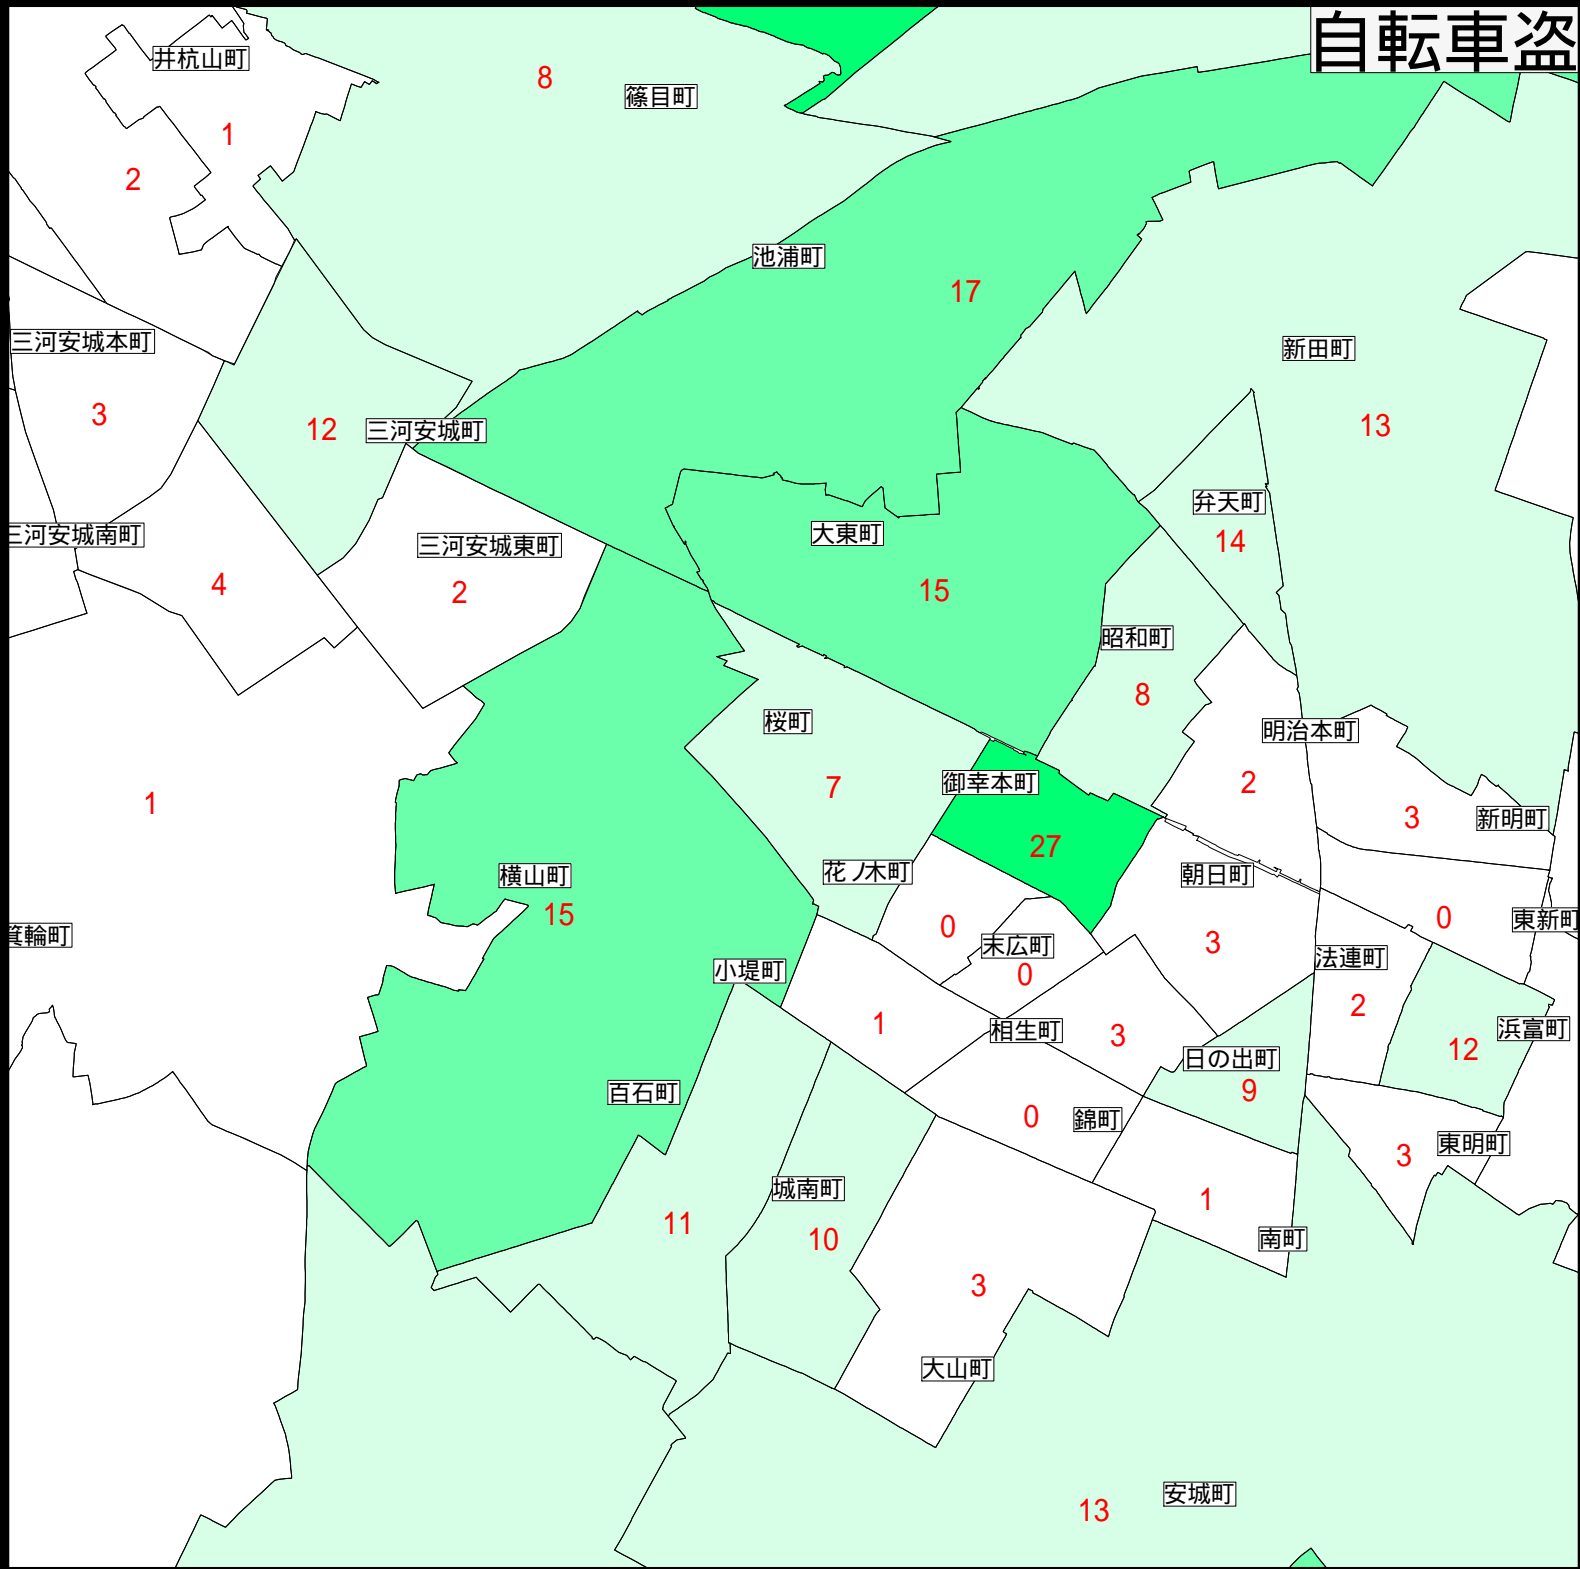 自転車盗
井杭山町
8
篠目町
1
2
池浦町
17
三河安城本町
新田町
3
12
三河安城町
13
弁天町
三河安城南町
大東町
14
三河安城東町
4
2
15
昭和町
8
桜町
明治本町
御幸本町
7
2
1
3
新明町
27
横山町
花ノ木町
朝日町
15
0
0
東新町
箕輪町
末広町
3
法連町
小堤町
0
2
1
相生町
3
日の出町
12
浜富町
百石町
9
0
錦町
3
東明町
城南町
11
10
1
南町
3
大山町
13
安城町